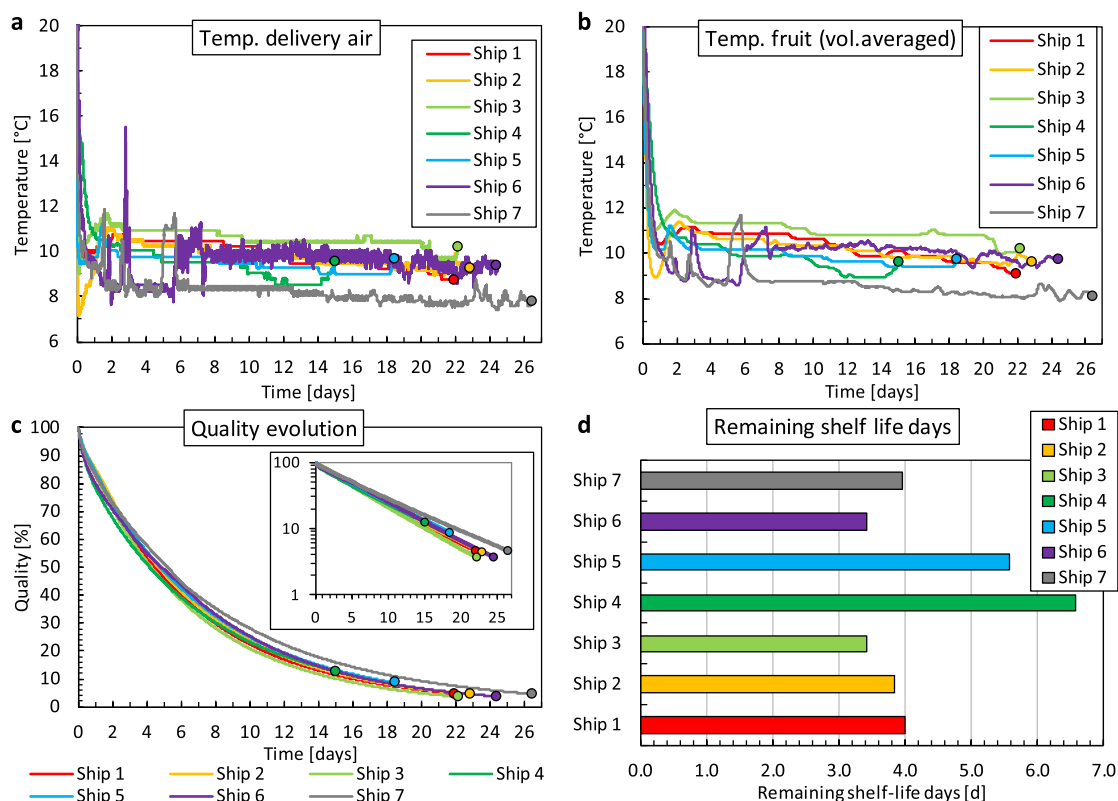 a
Temp. delivery air
Temperature [°C]
20
18
16
14
12
10
8
6
0 2 4 6 8 10 12 14 16 18 20 22 24 26
Time [days]
Ship 1
Ship 2
Ship 3
Ship 4
Ship 5
Ship 6
Ship 7
b
Temp. fruit (vol.averaged)
Temperature [°C]
20
18
16
14
12
10
8
6
0 2 4 6 8 10 12 14 16 18 20 22 24 26
Time [days]
Ship 1
Ship 2
Ship 3
Ship 4
Ship 5
Ship 6
Ship 7
c
Quality evolution
Quality [%]
100
90
80
70
60
50
40
30
20
10
0
0 2 4 6 8 10 12 14 16 18 20 22 24 26
Time [days]
100
10
1
0 5 10 15 20 25
Ship 1 Ship 2 Ship 3 Ship 4
Ship 5 Ship 6 Ship 7
d
Remaining shelf life days
Ship 1
Ship 2
Ship 3
Ship 4
Ship 5
Ship 6
Ship 7
Ship 7
Ship 6
Ship 5
Ship 4
Ship 3
Ship 2
Ship 1
0.0 1.0 2.0 3.0 4.0 5.0 6.0 7.0
Remaining shelf-life days [d]